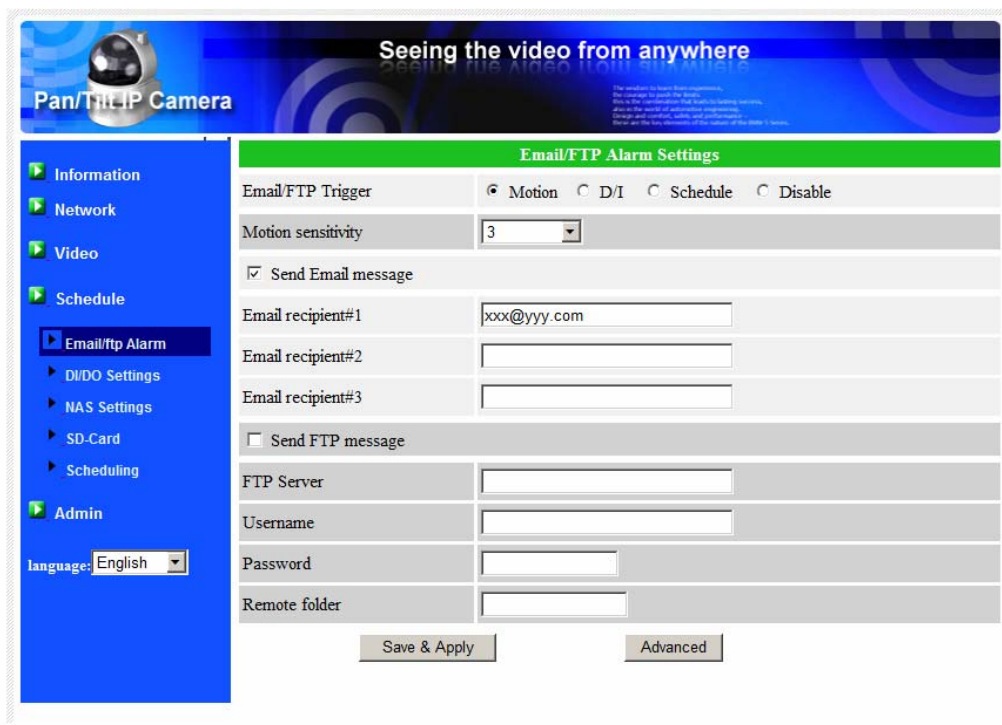 Seeing the video from anywhere
Pan/Tilt IP Camera
Information
Network
Video
Schedule
Email/ftp Alarm
DI/DO Settings
NAS Settings
SD-Card
Scheduling
Admin
language: English
Email/FTP Alarm Settings
Email/FTP Trigger Motion D/I Schedule Disable
Motion sensitivity 3
Send Email message
Email recipient#1 xxx@yyy.com
Email recipient#2
Email recipient#3
Send FTP message
FTP Server
Username
Password
Remote folder
Save & Apply Advanced